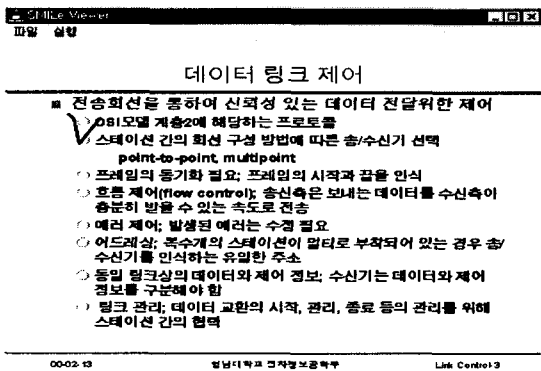 SMILe Viewer
파일 실행
데이터 링크 제어
전송회선을 통하여 신뢰성 있는 데이터 전달위한 제어
OSI모델 계층2에 해당하는 프로토콜
스테이션 간의 회선 구성 방법에 따른 송/수신기 선택
point-to-point, multipoint
프레임의 동기화 필요; 프레임의 시작과 끝을 인식
흐름 제어(flow control); 송신측은 보내는 데이터를 수신측이
충분히 받을 수 있는 속도로 전송
에러 제어; 발생된 에러는 수정 필요
어드레싱; 복수개의 스테이션이 멀티로 부착되어 있는 경우 송/
수신기를 인식하는 유일한 주소
동일 링크상의 데이터와 제어 정보; 수신기는 데이터와 제어
정보를 구분해야 함
링크 관리; 데이터 교환의 시작, 관리, 종료 등의 관리를 위해
스테이션 간의 협력
00-02-13
전자정보공학부
Link Control-3